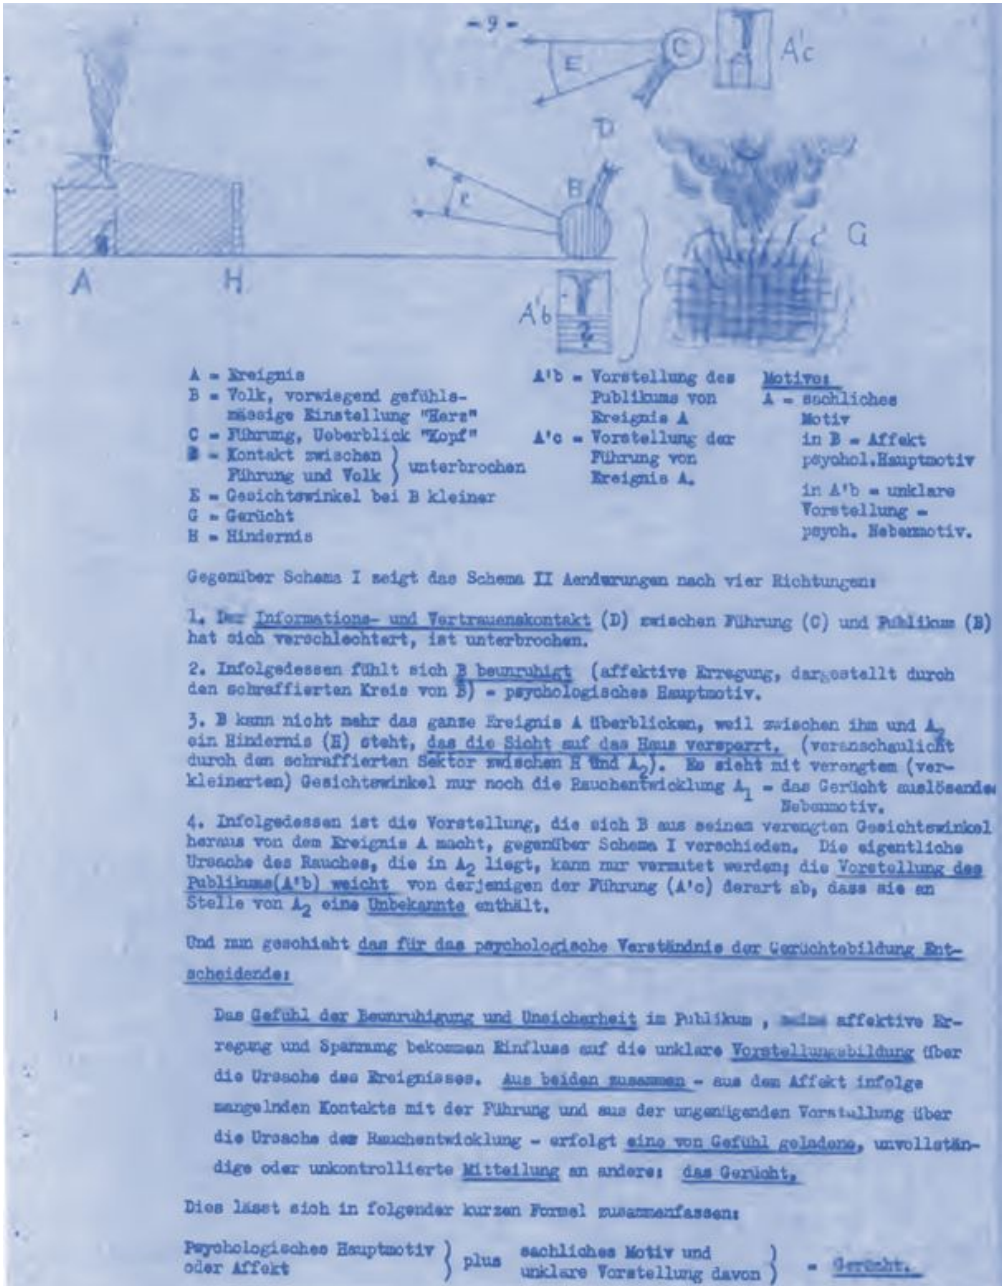 - 9 -
E
C
A'c
D
B
E
G
A
H
A'b
A = Ereignis
B = Volk, vorwiegend gefühls-
mässige Einstellung "Herz"
C = Führung, Ueberblick "Kopf"
= Kontakt zwischen
Führung und Volk } unterbrochen
E = Gesichtswinkel bei B kleiner
G = Gerücht
H = Hindernis
A'b = Vorstellung des
Publikums von
Ereignis A
A'c = Vorstellung der
Führung von
Ereignis A.
Motive:
A = sachliches
Motiv
in B = Affekt
psychol.Hauptmotiv
in A'b = unklare
Vorstellung =
psych. Nebenmotiv.
Gegenüber Schema I zeigt das Schema II Aenderungen nach vier Richtungen:
1. Der Informations- und Vertrauenskontakt (D) zwischen Führung (C) und Publikum (B)
hat sich verschlechtert, ist unterbrochen.
2. Infolgedessen fühlt sich B beunruhigt (affektive Erregung, dargestellt durch
den schraffierten Kreis von B) = psychologisches Hauptmotiv.
3. B kann nicht mehr das ganze Ereignis A überblicken, weil zwischen ihm und A2
ein Hindernis (H) steht, das die Sicht auf das Haus versperrt. (veranschaulicht
durch den schraffierten Sektor zwischen H und A2). Es sieht mit verengtem (ver-
kleinerten) Gesichtswinkel nur noch die Rauchentwicklung A1 = das Gerücht auslösende
Nebenmotiv.
4. Infolgedessen ist die Vorstellung, die sich B aus seinem verengten Gesichtswinkel
heraus von dem Ereignis A macht, gegenüber Schema I verschieden. Die eigentliche
Ursache des Rauches, die in A2 liegt, kann nur vermutet werden; die Vorstellung des
Publikums(A'b) weicht von derjenigen der Führung (A'c) derart ab, dass sie an
Stelle von A2 eine Unbekannte enthält.
Und nun geschieht das für das psychologische Verständnis der Gerüchtebildung Ent-
scheidende:
Das Gefühl der Beunruhigung und Unsicherheit im Publikum , seine affektive Er-
regung und Spannung bekommen Einfluss auf die unklare Vorstellungsbildung über
die Ursache des Ereignisses. Aus beiden zusammen - aus dem Affekt infolge
mangelnden Kontakts mit der Führung und aus der ungenügenden Vorstellung über
die Ursache der Rauchentwicklung - erfolgt eine von Gefühl geladene, unvollstän-
dige oder unkontrollierte Mitteilung an andere: das Gerücht.
Dies lässt sich in folgender kurzen Formel zusammenfassen:
Psychologisches Hauptmotiv } plus sachliches Motiv und } = Gerücht.
oder Affekt unklare Vorstellung davon